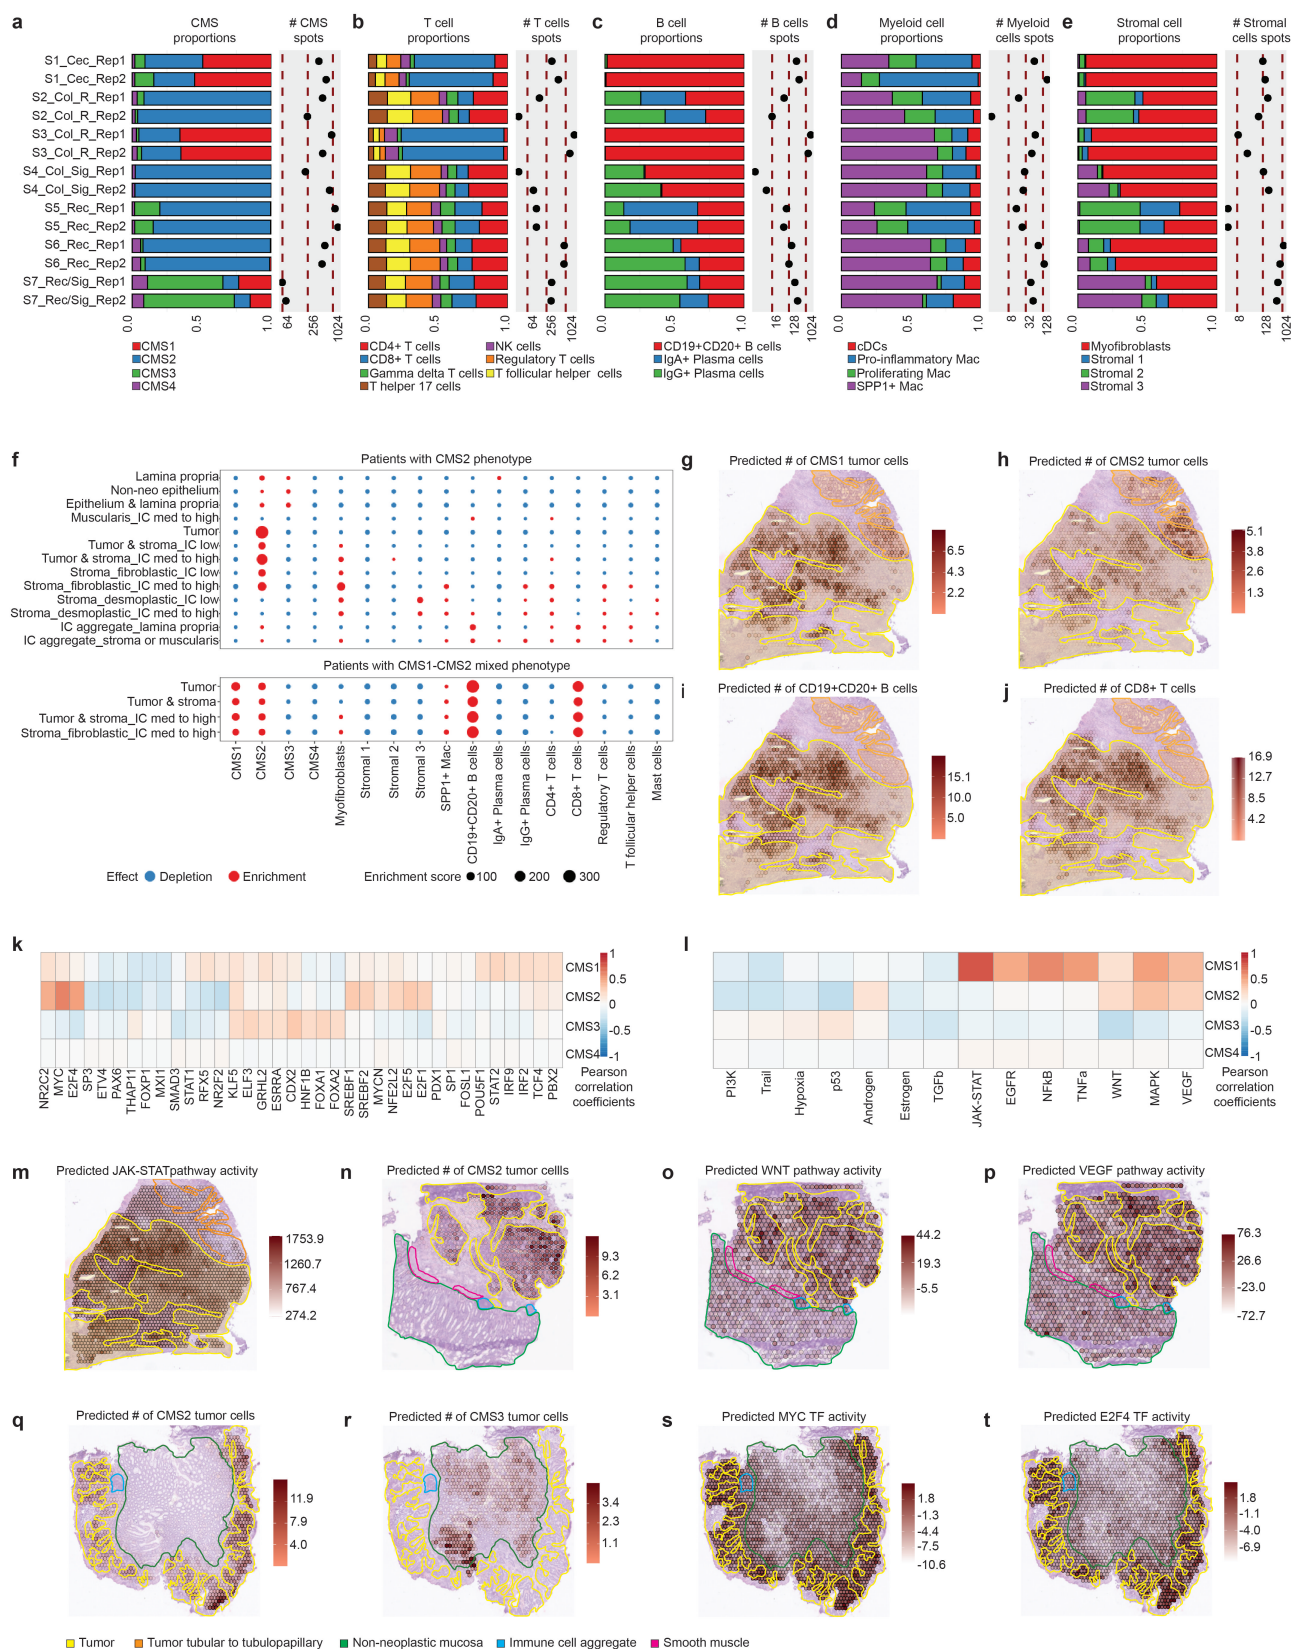 a
CMS
proportions
# CMS
spots
b
T cell
proportions
# T cells
spots
c
B cell
proportions
# B cells
spots
d
Myeloid cell
proportions
# Myeloid
cells spots
e
Stromal cell
proportions
# Stromal
cells spots
S1_Cec_Rep1
S1_Cec_Rep2
S2_Col_R_Rep1
S2_Col_R_Rep2
S3_Col_R_Rep1
S3_Col_R_Rep2
S4_Col_Sig_Rep1
S4_Col_Sig_Rep2
S5_Rec_Rep1
S5_Rec_Rep2
S6_Rec_Rep1
S6_Rec_Rep2
S7_Rec/Sig_Rep1
S7_Rec/Sig_Rep2
0.0 0.5 1.0 64 256 1024
0.0 0.5 1.0 64 256 1024
0.0 0.5 1.0 16 128 1024
0.0 0.5 1.0 8 32 128
0.0 0.5 1.0 8 128 1024
CMS1
CMS2
CMS3
CMS4
CD4+ T cells
CD8+ T cells
Gamma delta T cells
T helper 17 cells
NK cells
Regulatory T cells
T follicular helper cells
CD19+CD20+ B cells
IgA+ Plasma cells
IgG+ Plasma cells
cDCs
Pro-inflammatory Mac
Proliferating Mac
SPP1+ Mac
Myofibroblasts
Stromal 1
Stromal 2
Stromal 3
f
Patients with CMS2 phenotype
Lamina propria
Non-neo epithelium
Epithelium & lamina propria
Muscularis_IC med to high
Tumor
Tumor & stroma_IC low
Tumor & stroma_IC med to high
Stroma_fibroblastic_IC low
Stroma_fibroblastic_IC med to high
Stroma_desmoplastic_IC low
Stroma_desmoplastic_IC med to high
IC aggregate_lamina propria
IC aggregate_stroma or muscularis
Patients with CMS1-CMS2 mixed phenotype
Tumor
Tumor & stroma
Tumor & stroma_IC med to high
Stroma_fibroblastic_IC med to high
CMS1
CMS2
CMS3
CMS4
Myofibroblasts
Stromal 1
Stromal 2
Stromal 3
SPP1+ Mac
CD19+CD20+ B cells
IgA+ Plasma cells
IgG+ Plasma cells
CD4+ T cells
CD8+ T cells
Regulatory T cells
T follicular helper cells
Mast cells
Effect Depletion Enrichment
Enrichment score 100 200 300
g
Predicted # of CMS1 tumor cells
6.5
4.3
2.2
h
Predicted # of CMS2 tumor cells
5.1
3.8
2.6
1.3
i
Predicted # of CD19+CD20+ B cells
15.1
10.0
5.0
j
Predicted # of CD8+ T cells
16.9
12.7
8.5
4.2
k
CMS1
CMS2
CMS3
CMS4
1
0.5
0
-0.5
-1
Pearson
correlation
coefficients
NR2C2
MYC
E2F4
SP3
ETV4
PAX6
THAP11
FOXP1
MXI1
SMAD3
STAT1
RFX5
NR2F2
KLF5
ELF3
GRHL2
ESRRA
CDX2
HNF1B
FOXA1
FOXA2
SREBF1
SREBF2
MYCN
NFE2L2
E2F5
E2F1
PDX1
SP1
FOSL1
POU5F1
STAT2
IRF9
IRF2
TCF4
PBX2
l
CMS1
CMS2
CMS3
CMS4
1
0.5
0
-0.5
-1
Pearson
correlation
coefficients
PI3K
Trail
Hypoxia
p53
Androgen
Estrogen
TGFb
JAK-STAT
EGFR
NFkB
TNFa
WNT
MAPK
VEGF
m
Predicted JAK-STATpathway activity
1753.9
1260.7
767.4
274.2
n
Predicted # of CMS2 tumor cellls
9.3
6.2
3.1
o
Predicted WNT pathway activity
44.2
19.3
-5.5
p
Predicted VEGF pathway activity
76.3
26.6
-23.0
-72.7
q
Predicted # of CMS2 tumor cells
11.9
7.9
4.0
r
Predicted # of CMS3 tumor cells
3.4
2.3
1.1
s
Predicted MYC TF activity
1.8
-1.3
-4.4
-7.5
-10.6
t
Predicted E2F4 TF activity
1.8
-1.1
-4.0
-6.9
Tumor
Tumor tubular to tubulopapillary
Non-neoplastic mucosa
Immune cell aggregate
Smooth muscle